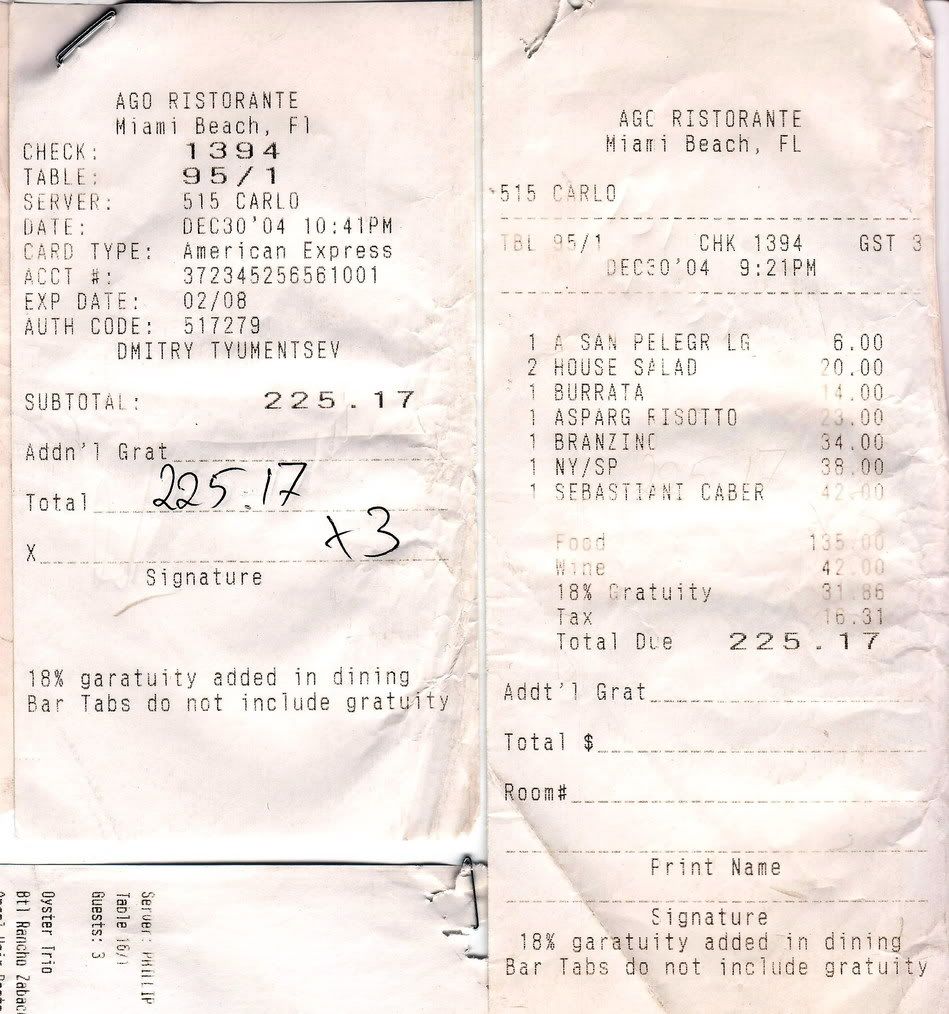 AGO RISTORANTE
Miami Beach, Fl
CHECK: 1394
TABLE: 95/1
SERVER: 515 CARLO
DATE: DEC30'04 10:41PM
CARD TYPE: American Express
ACCT #: 372345256561001
EXP DATE: 02/08
AUTH CODE: 517279
DMITRY TYUMENTSEV
SUBTOTAL: 225.17
Addn'l Grat
Total 225.17
x3
X
Signature
18% garatuity added in dining
Bar Tabs do not include gratuity
AGO RISTORANTE
Miami Beach, FL
515 CARLO
TBL 95/1 CHK 1394 GST 3
DEC30'04 9:21PM
1 A SAN PELEGR LG 6.00
2 HOUSE SALAD 20.00
1 BURRATA 14.00
1 ASPARG RISOTTO 23.00
1 BRANZINO 34.00
1 NY/SP 38.00
1 SEBASTIANI CABER 42.00
Food 135.00
Wine 42.00
18% Gratuity 31.86
Tax 16.31
Total Due 225.17
Addt'l Grat
Total $
Room#
Print Name
Signature
18% garatuity added in dining
Bar Tabs do not include gratuity
Server: PHILLIP
Table 16/1
Guests: 3
Oyster Trio
Btl Rancho Zabac